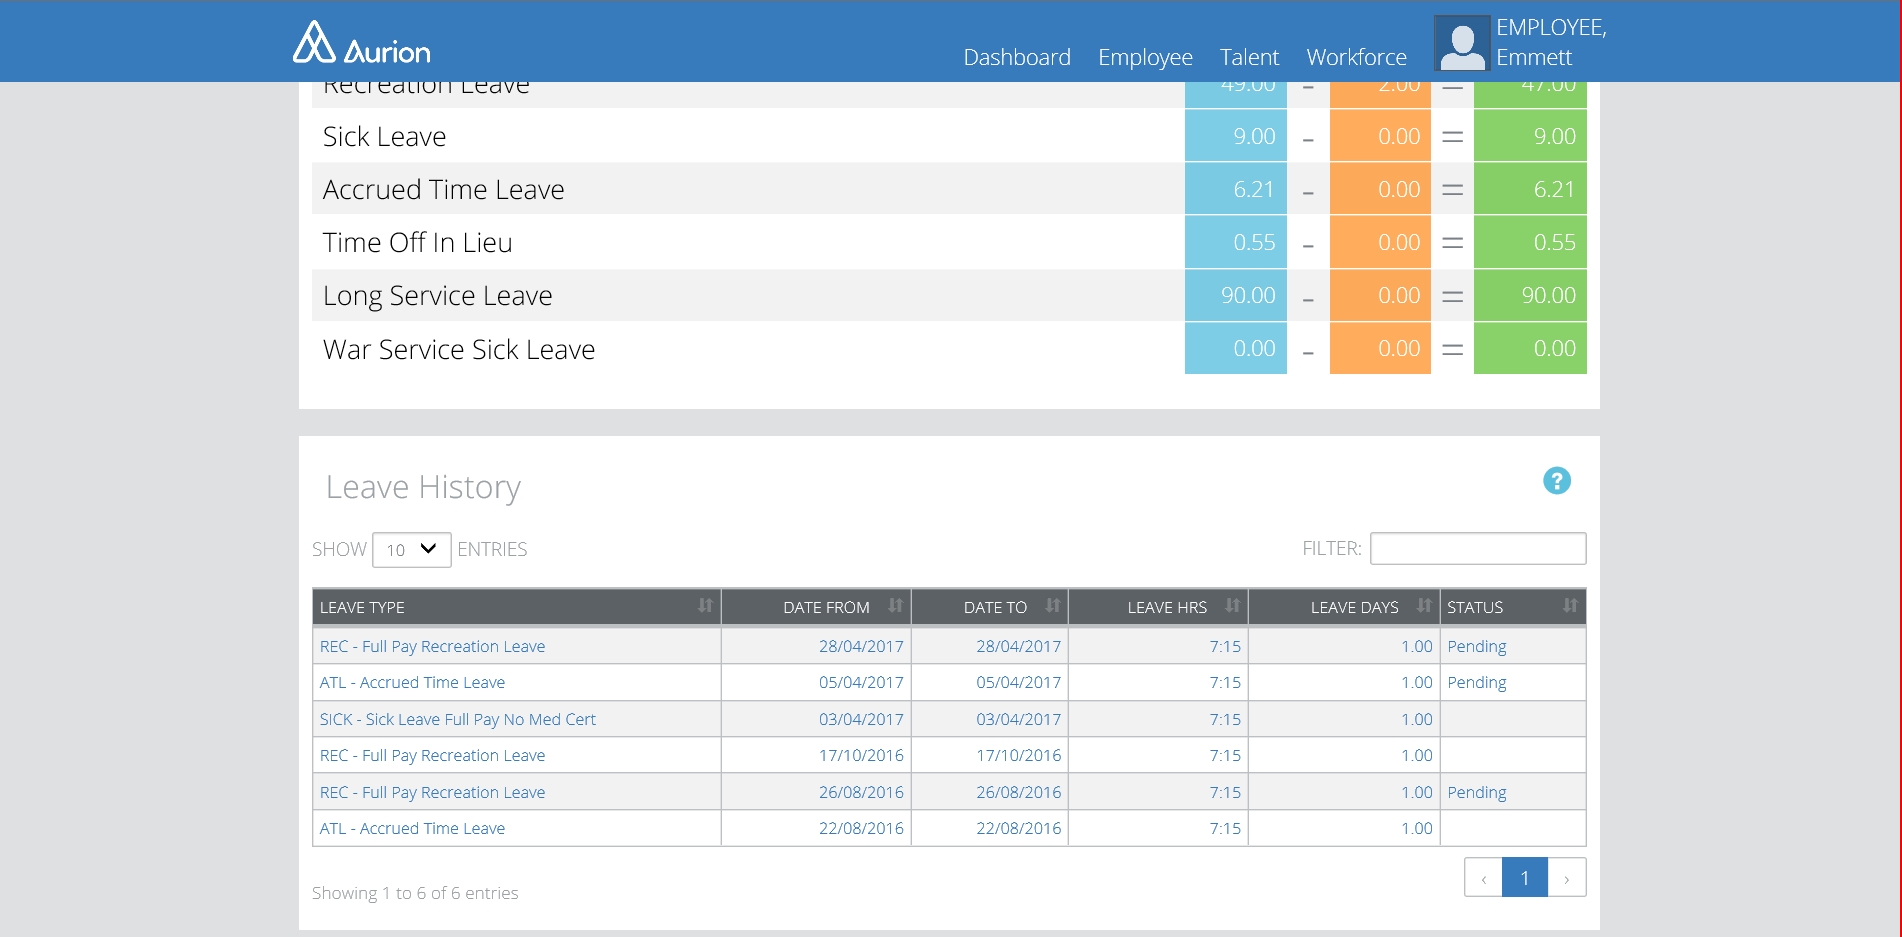 Aurion
Dashboard Employee Talent Workforce EMPLOYEE,
Emmett
Recreation Leave 49.00 - 2.00 = 47.00
Sick Leave 9.00 - 0.00 = 9.00
Accrued Time Leave 6.21 - 0.00 = 6.21
Time Off In Lieu 0.55 - 0.00 = 0.55
Long Service Leave 90.00 - 0.00 = 90.00
War Service Sick Leave 0.00 - 0.00 = 0.00
Leave History ?
SHOW 10 ENTRIES FILTER:
LEAVE TYPE DATE FROM DATE TO LEAVE HRS LEAVE DAYS STATUS
REC - Full Pay Recreation Leave 28/04/2017 28/04/2017 7:15 1.00 Pending
ATL - Accrued Time Leave 05/04/2017 05/04/2017 7:15 1.00 Pending
SICK - Sick Leave Full Pay No Med Cert 03/04/2017 03/04/2017 7:15 1.00
REC - Full Pay Recreation Leave 17/10/2016 17/10/2016 7:15 1.00
REC - Full Pay Recreation Leave 26/08/2016 26/08/2016 7:15 1.00 Pending
ATL - Accrued Time Leave 22/08/2016 22/08/2016 7:15 1.00
‹ 1 ›
Showing 1 to 6 of 6 entries